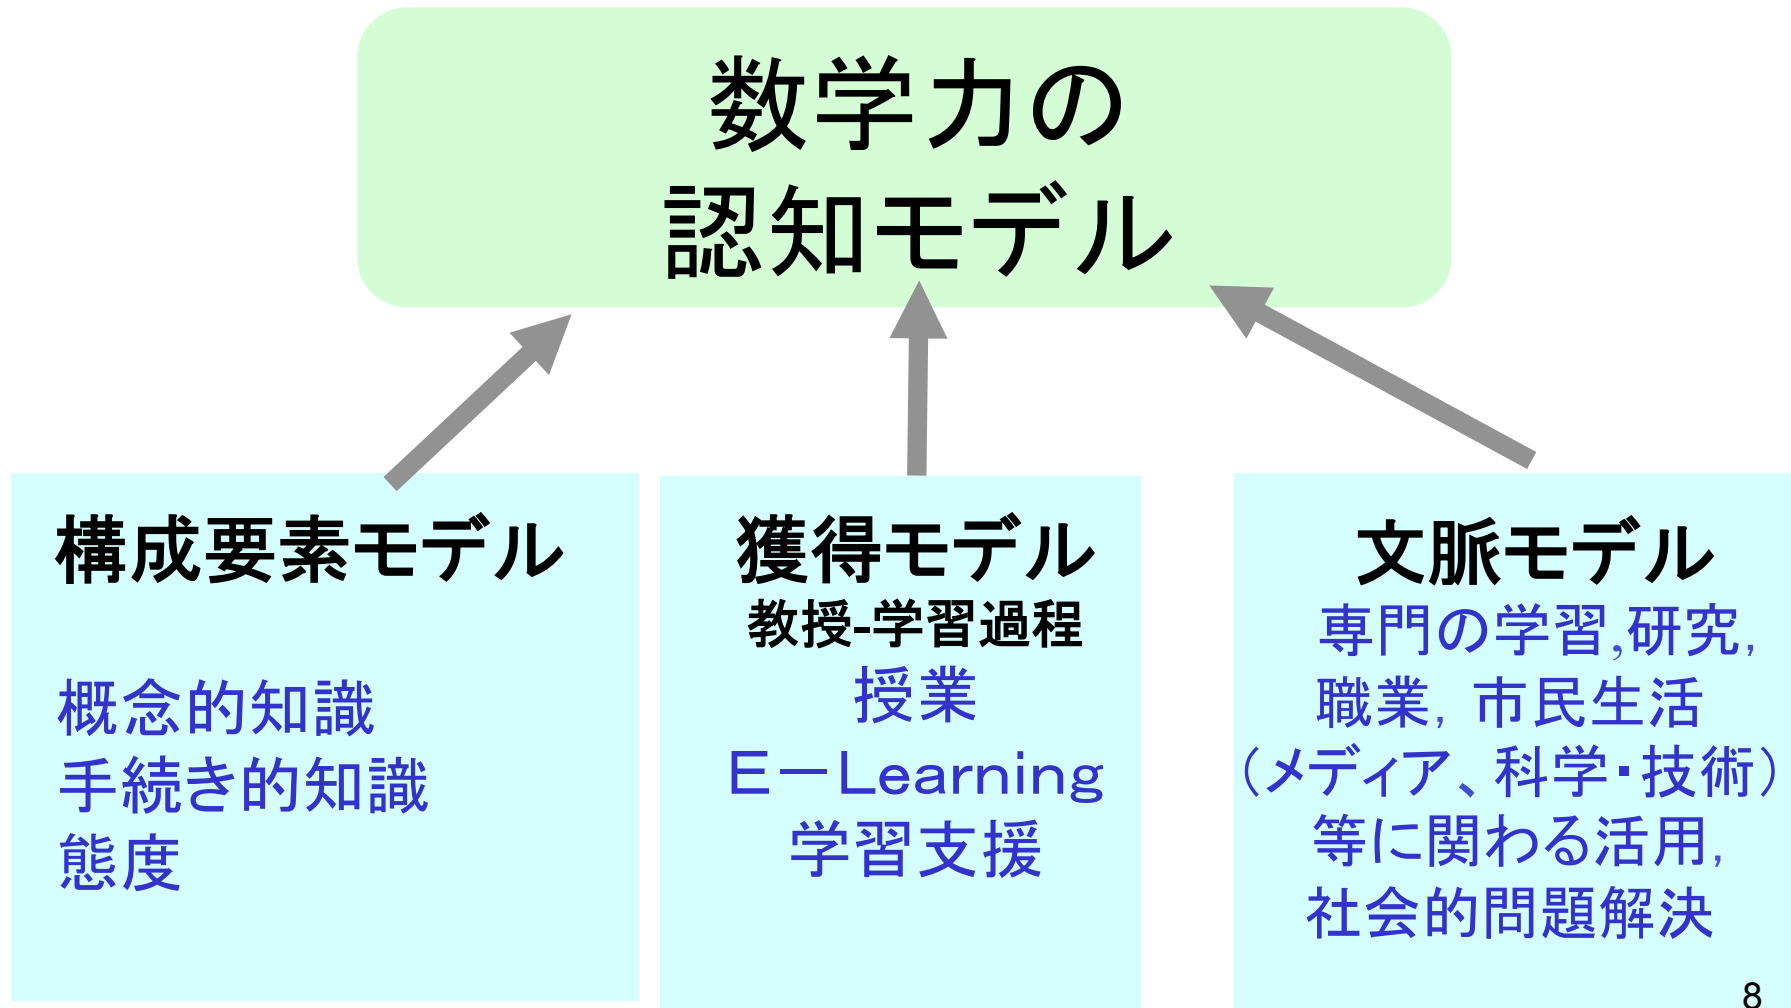 数学力の
認知モデル
構成要素モデル
概念的知識
手続き的知識
態度
獲得モデル
教授-学習過程
授業
E－Learning
学習支援
文脈モデル
専門の学習,研究，
職業，市民生活
（メディア、科学・技術）
等に関わる活用，
社会的問題解決
8